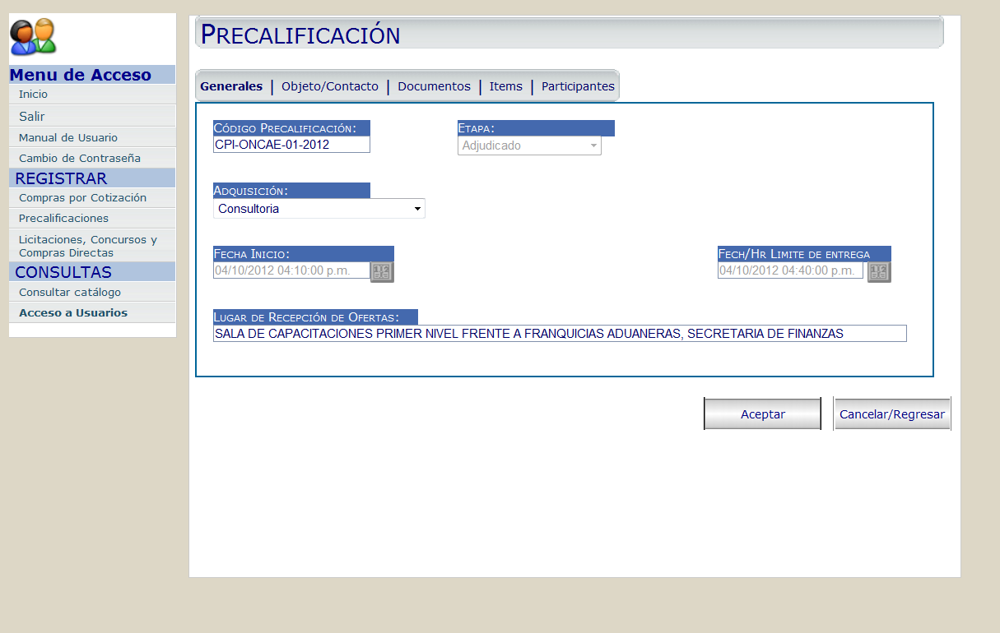 Menu de Acceso
Inicio
Salir
Manual de Usuario
Cambio de Contraseña
REGISTRAR
Compras por Cotización
Precalificaciones
Licitaciones, Concursos y
Compras Directas
CONSULTAS
Consultar catálogo
Acceso a Usuarios
PRECALIFICACIÓN
Generales | Objeto/Contacto | Documentos | Items | Participantes
CÓDIGO PRECALIFICACIÓN:
CPI-ONCAE-01-2012
ETAPA:
Adjudicado
ADQUISICIÓN:
Consultoria
FECHA INICIO:
04/10/2012 04:10:00 p.m.
FECH/HR LIMITE DE ENTREGA
04/10/2012 04:40:00 p.m.
LUGAR DE RECEPCIÓN DE OFERTAS:
SALA DE CAPACITACIONES PRIMER NIVEL FRENTE A FRANQUICIAS ADUANERAS, SECRETARIA DE FINANZAS
Aceptar
Cancelar/Regresar